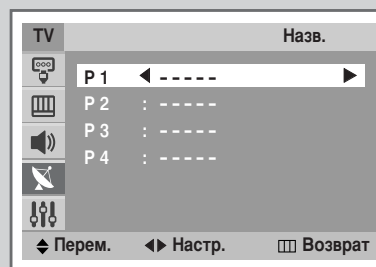 TV Назв.
P 1 ◀ - - - - - ▶
P 2 : - - - - -
P 3 : - - - - -
P 4 : - - - - -
Перем. Настр. Возврат